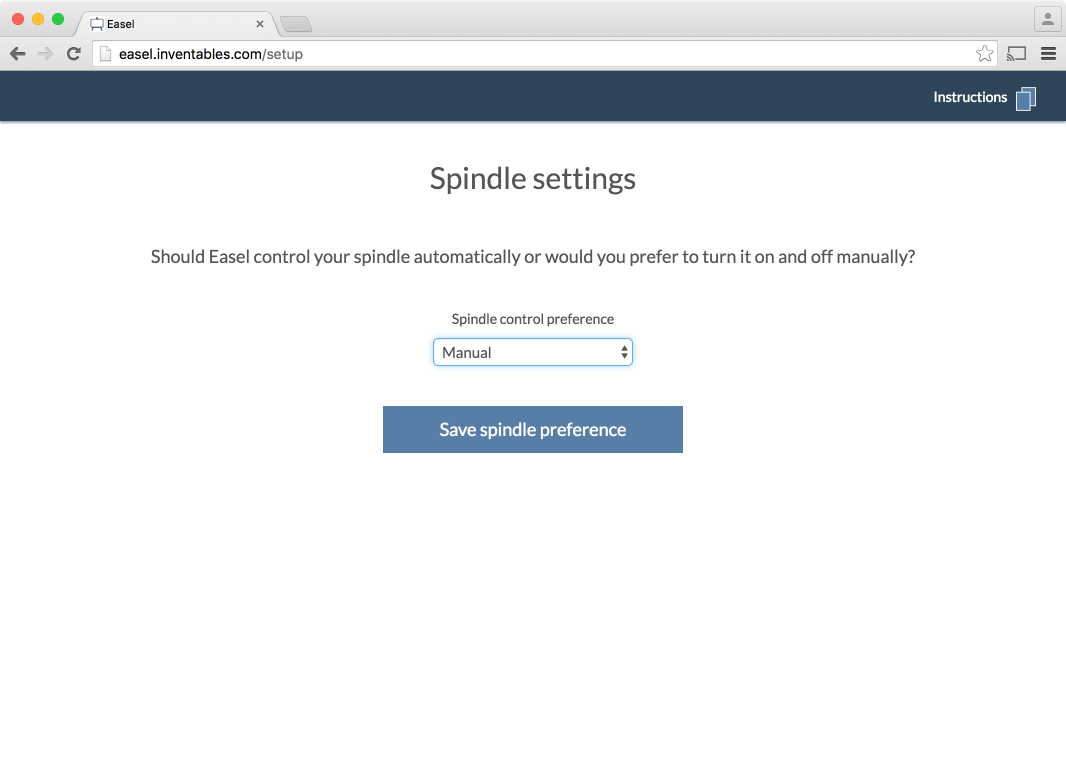 Easel
easel.inventables.com/setup
Instructions
Spindle settings
Should Easel control your spindle automatically or would you prefer to turn it on and off manually?
Spindle control preference
Manual
Save spindle preference